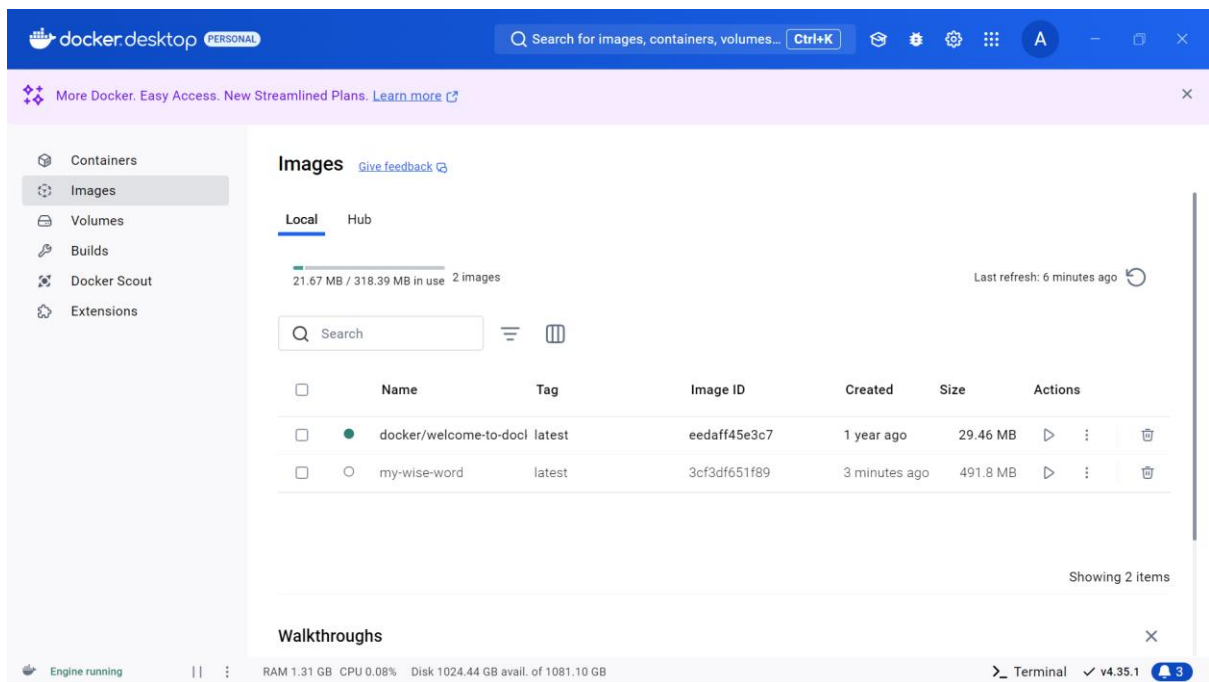 docker.desktop PERSONAL Search for images, containers, volumes... Ctrl+K A
More Docker. Easy Access. New Streamlined Plans. Learn more
Containers
Images
Volumes
Builds
Docker Scout
Extensions
Images Give feedback
Local Hub
21.67 MB / 318.39 MB in use 2 images Last refresh: 6 minutes ago
Search
Name Tag Image ID Created Size Actions
docker/welcome-to-docl latest eedaff45e3c7 1 year ago 29.46 MB
my-wise-word latest 3cf3df651f89 3 minutes ago 491.8 MB
Showing 2 items
Walkthroughs
Engine running RAM 1.31 GB CPU 0.08% Disk 1024.44 GB avail. of 1081.10 GB >_ Terminal v4.35.1 3